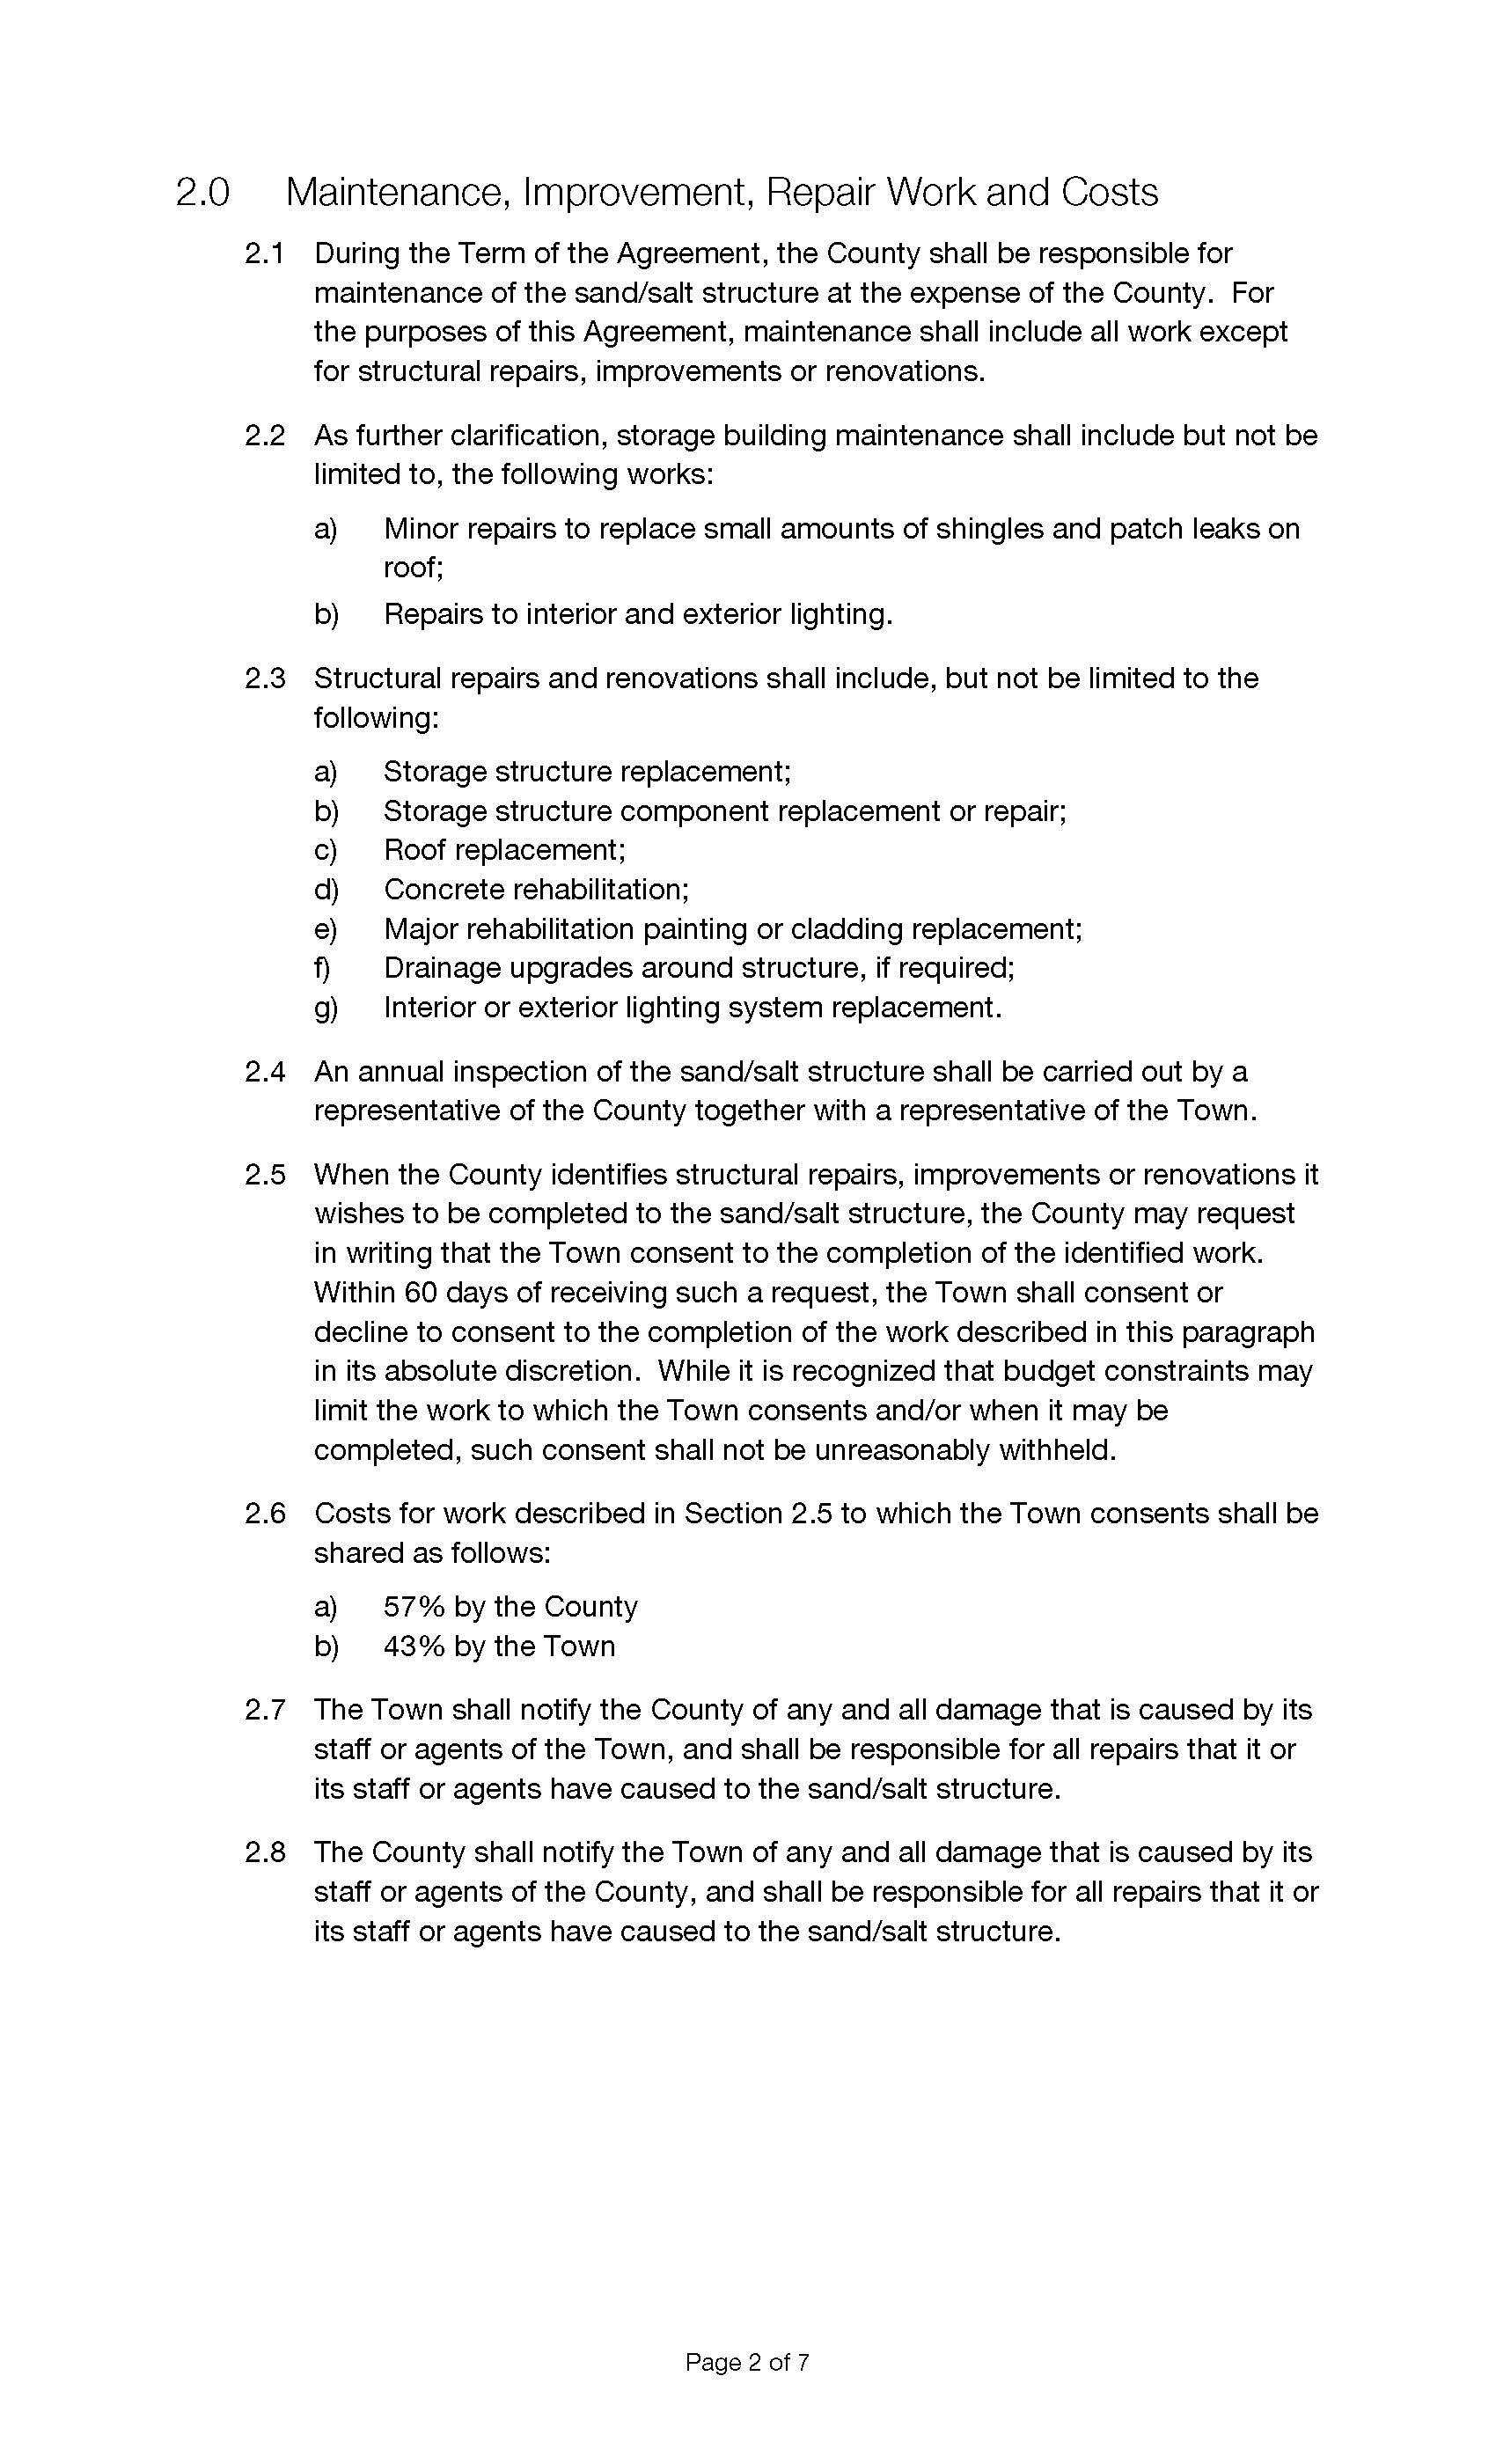 2.0 Maintenance, Improvement, Repair Work and Costs
2.1 During the Term of the Agreement, the County shall be responsible for
maintenance of the sand/salt structure at the expense of the County. For
the purposes of this Agreement, maintenance shall include all work except
for structural repairs, improvements or renovations.
2.2 As further clarification, storage building maintenance shall include but not be
limited to, the following works:
a) Minor repairs to replace small amounts of shingles and patch leaks on
roof;
b) Repairs to interior and exterior lighting.
2.3 Structural repairs and renovations shall include, but not be limited to the
following:
a) Storage structure replacement;
b) Storage structure component replacement or repair;
c) Roof replacement;
d) Concrete rehabilitation;
e) Major rehabilitation painting or cladding replacement;
f) Drainage upgrades around structure, if required;
g) Interior or exterior lighting system replacement.
2.4 An annual inspection of the sand/salt structure shall be carried out by a
representative of the County together with a representative of the Town.
2.5 When the County identifies structural repairs, improvements or renovations it
wishes to be completed to the sand/salt structure, the County may request
in writing that the Town consent to the completion of the identified work.
Within 60 days of receiving such a request, the Town shall consent or
decline to consent to the completion of the work described in this paragraph
in its absolute discretion. While it is recognized that budget constraints may
limit the work to which the Town consents and/or when it may be
completed, such consent shall not be unreasonably withheld.
2.6 Costs for work described in Section 2.5 to which the Town consents shall be
shared as follows:
a) 57% by the County
b) 43% by the Town
2.7 The Town shall notify the County of any and all damage that is caused by its
staff or agents of the Town, and shall be responsible for all repairs that it or
its staff or agents have caused to the sand/salt structure.
2.8 The County shall notify the Town of any and all damage that is caused by its
staff or agents of the County, and shall be responsible for all repairs that it or
its staff or agents have caused to the sand/salt structure.
Page 2 of 7